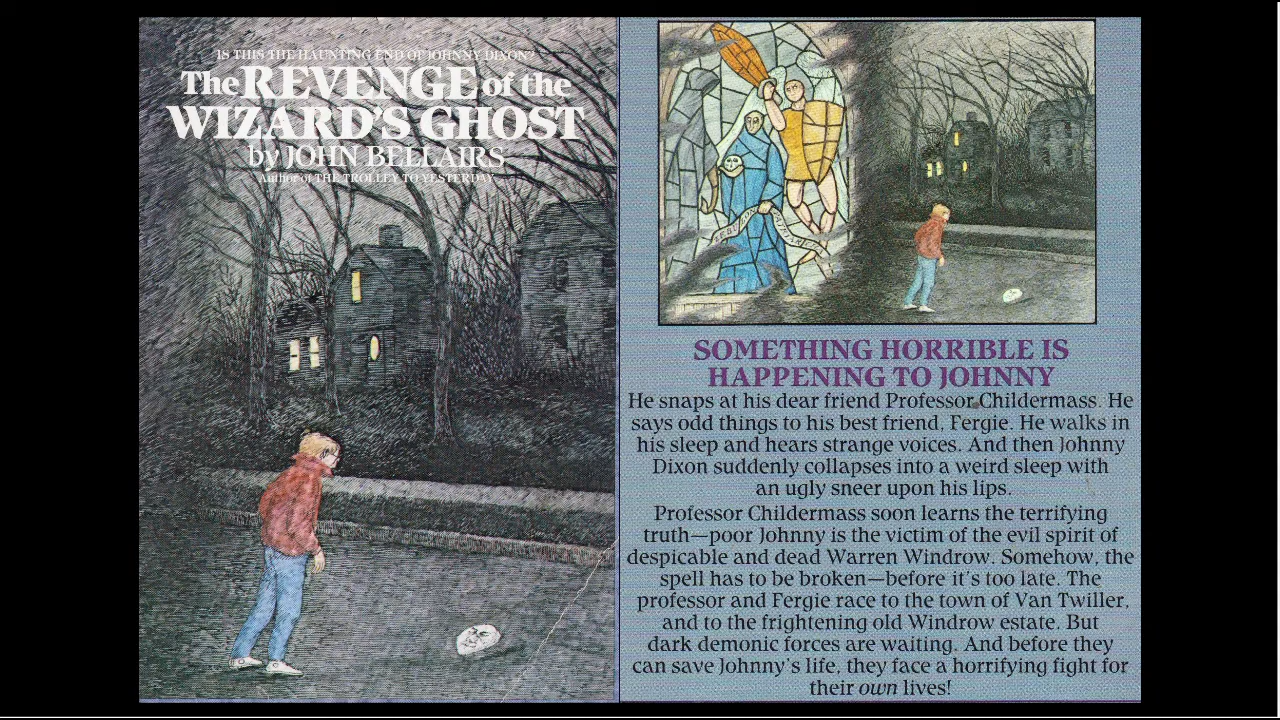 IS THIS THE HAUNTING END OF JOHNNY DIXON?
The REVENGE of the
WIZARD'S GHOST
by JOHN BELLAIRS
Author of THE TROLLEY TO YESTERDAY
SOMETHING HORRIBLE IS
HAPPENING TO JOHNNY
He snaps at his dear friend Professor Childermass. He
says odd things to his best friend, Fergie. He walks in
his sleep and hears strange voices. And then Johnny
Dixon suddenly collapses into a weird sleep with
an ugly sneer upon his lips.
Professor Childermass soon learns the terrifying
truth—poor Johnny is the victim of the evil spirit of
despicable and dead Warren Windrow. Somehow, the
spell has to be broken—before it's too late. The
professor and Fergie race to the town of Van Twiller,
and to the frightening old Windrow estate. But
dark demonic forces are waiting. And before they
can save Johnny's life, they face a horrifying fight for
their own lives!